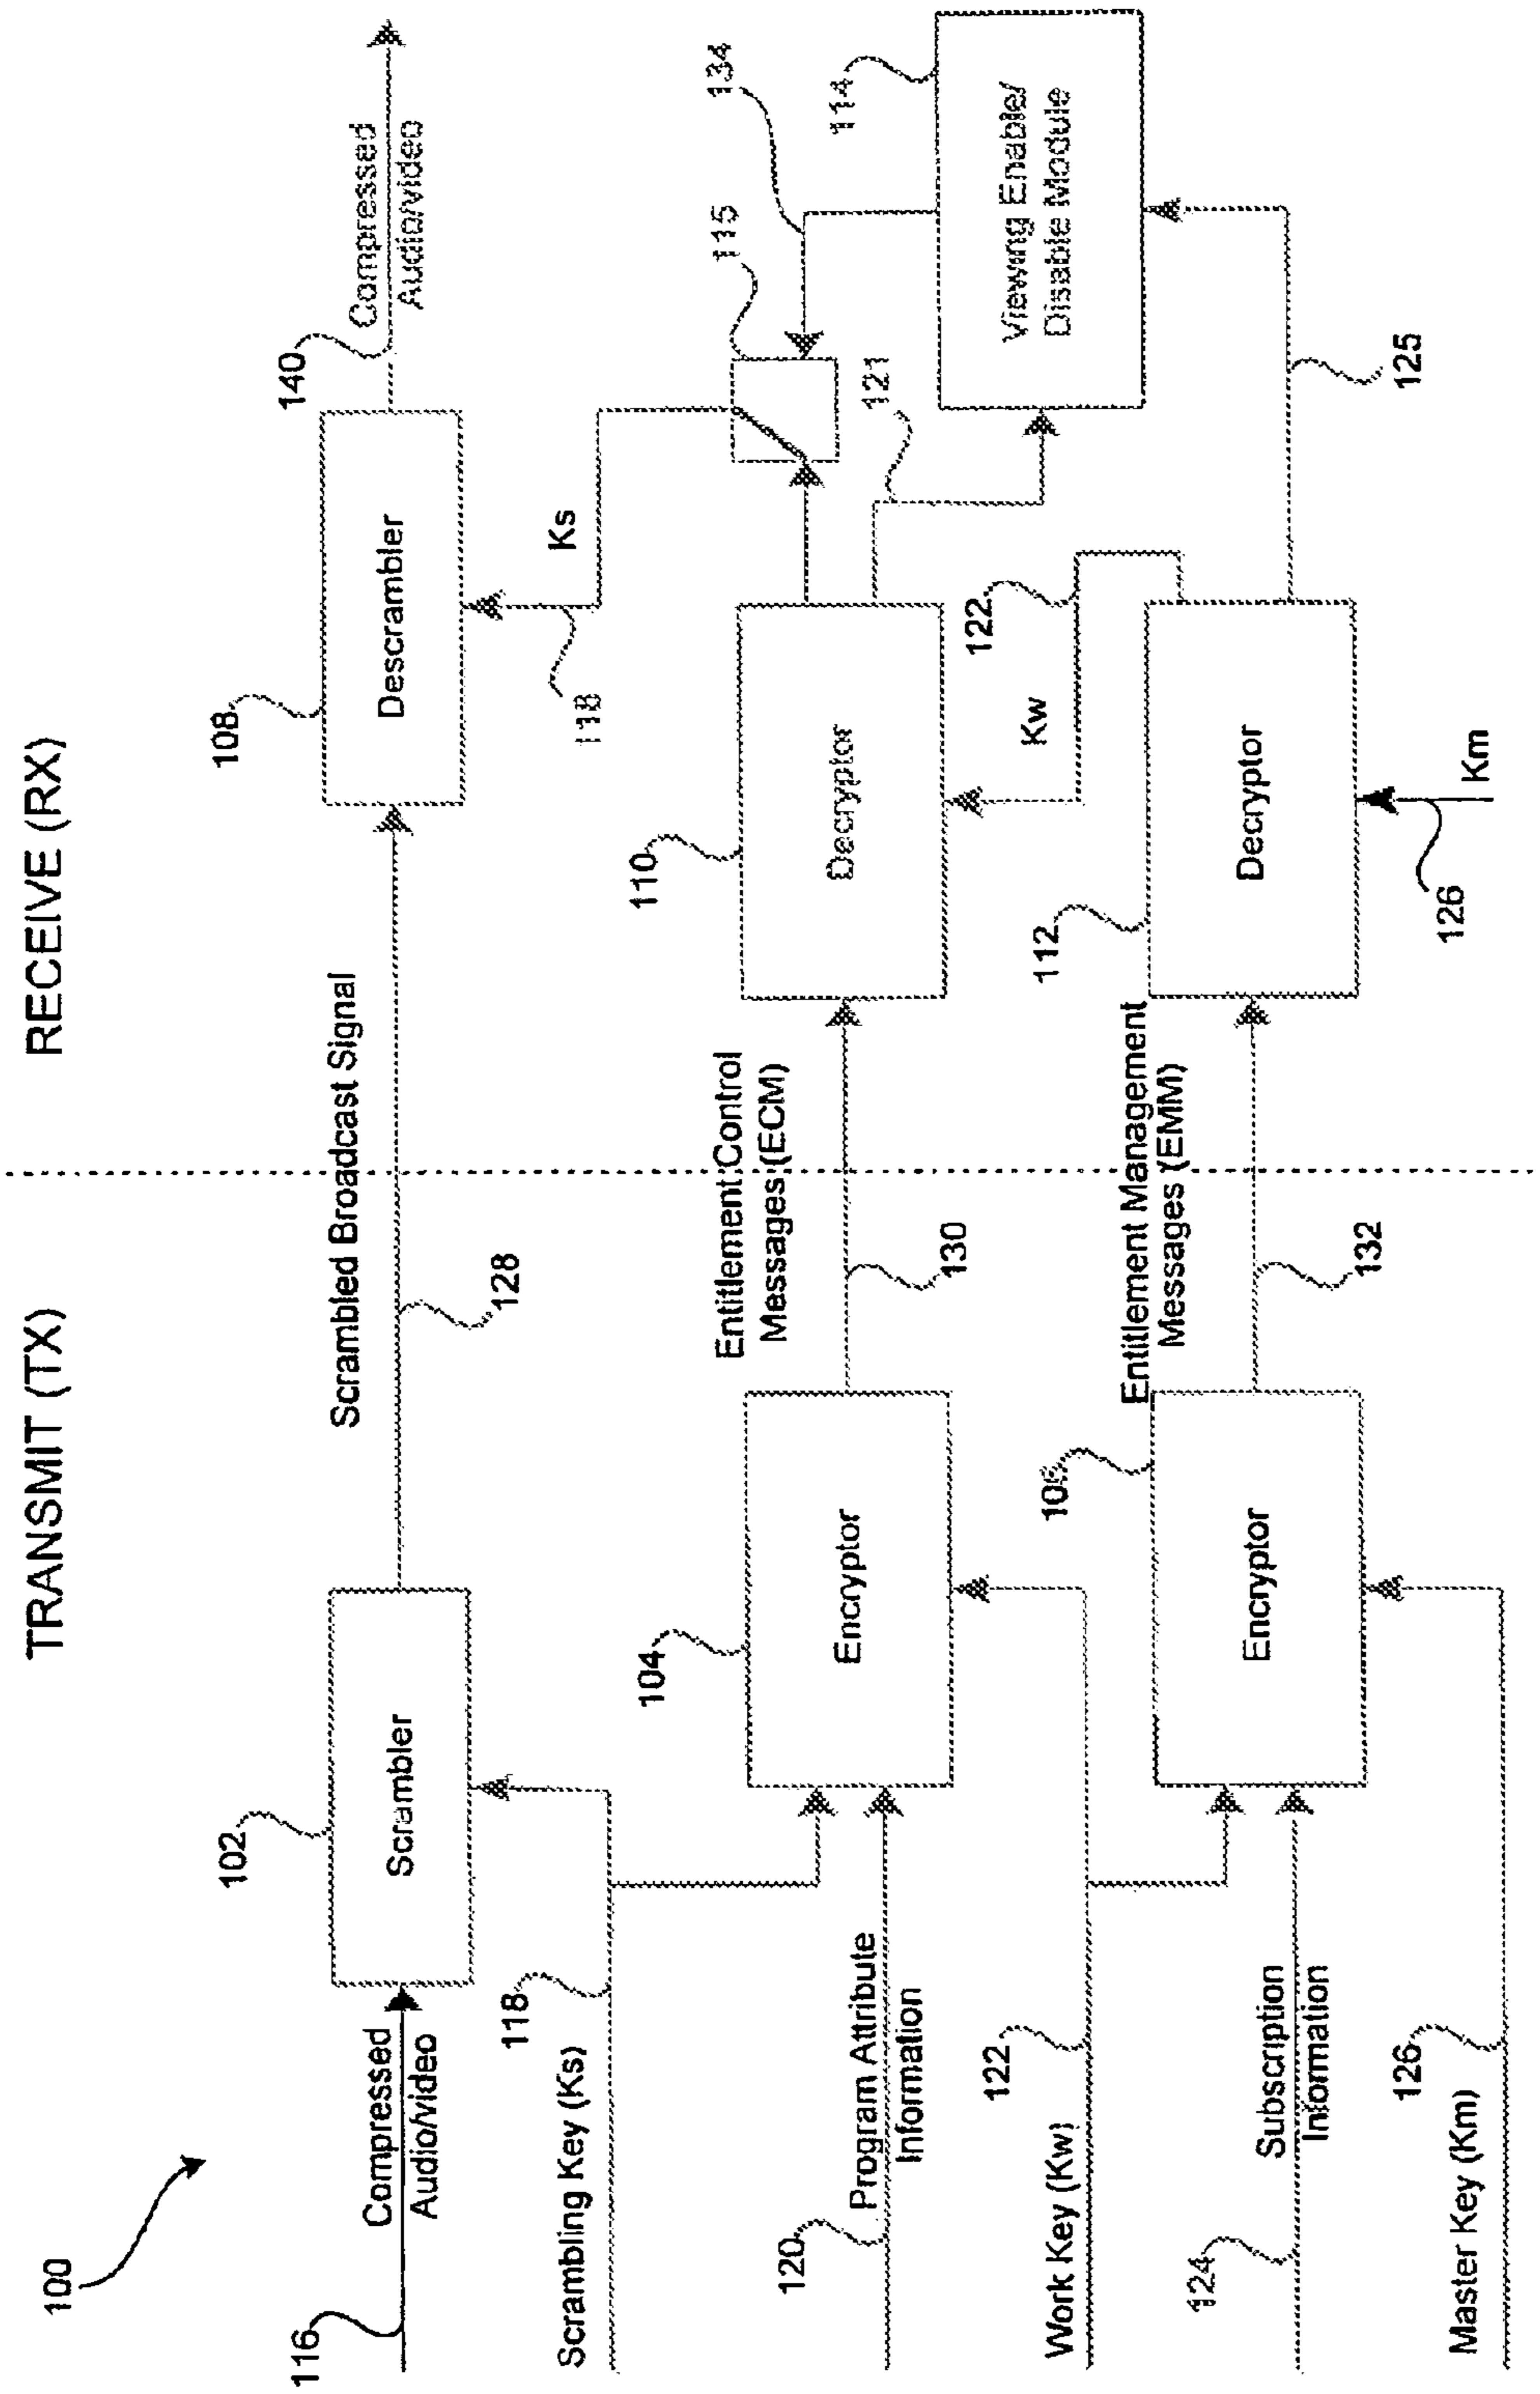 TRANSMIT (TX)
RECEIVE (RX)
100
116
Compressed
Audio/video
102
Scrambler
Scrambled Broadcast Signal
128
108
Descrambler
140
Compressed
Audio/video
Scrambling Key (Ks)
118
118
Ks
115
134
120
Program Attribute
Information
104
Encryptor
Entitlement Control
Messages (ECM)
130
110
Decryptor
121
114
Viewing Enable/
Disable Module
Work Key (Kw)
122
Kw
122
124
Subscription
Information
106
Encryptor
Entitlement Management
Messages (EMM)
132
112
Decryptor
125
Master Key (Km)
126
126
Km